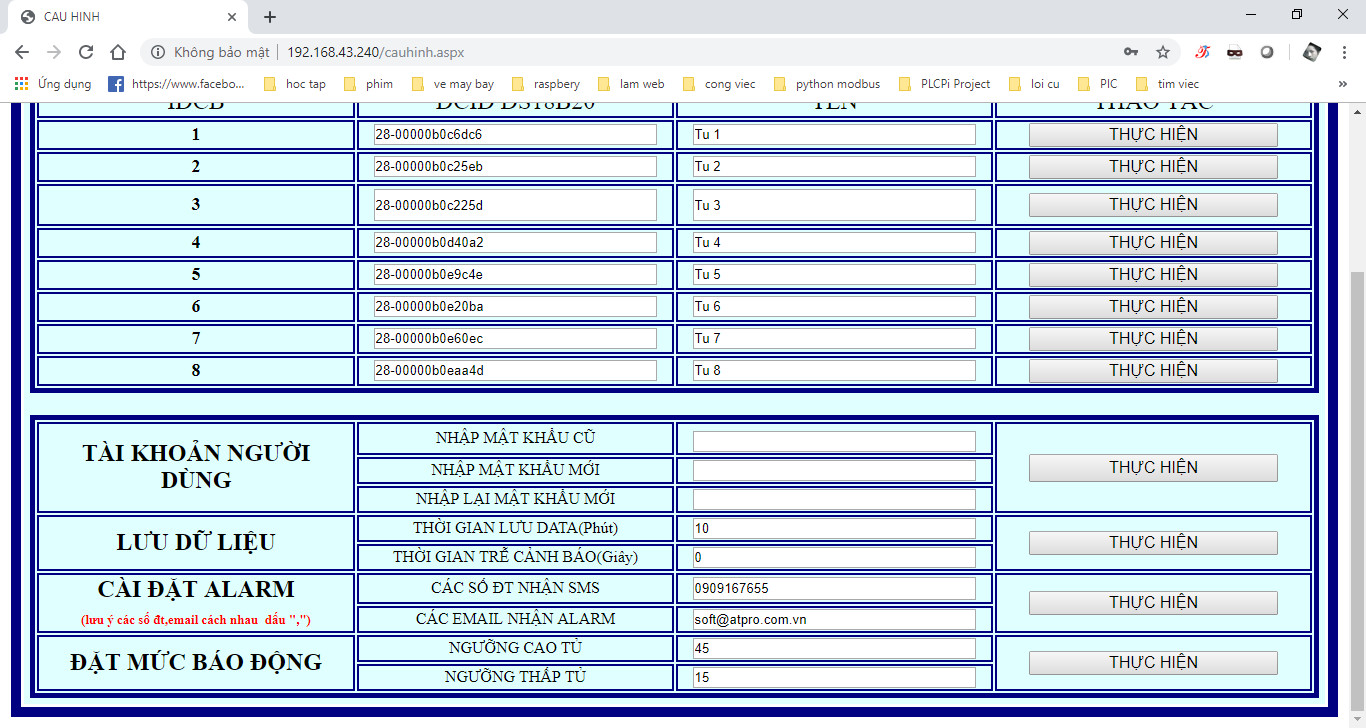 CAU HINH
Không bảo mật | 192.168.43.240/cauhinh.aspx
Ứng dụng https://www.facebo... hoc tap phim ve may bay raspbery lam web cong viec python modbus PLCPi Project loi cu PIC tim viec »
IDCB DCID DS18B20 TEN THAO TAC
1 28-00000b0c6dc6 Tu 1 THỰC HIỆN
2 28-00000b0c25eb Tu 2 THỰC HIỆN
3 28-00000b0c225d Tu 3 THỰC HIỆN
4 28-00000b0d40a2 Tu 4 THỰC HIỆN
5 28-00000b0e9c4e Tu 5 THỰC HIỆN
6 28-00000b0e20ba Tu 6 THỰC HIỆN
7 28-00000b0e60ec Tu 7 THỰC HIỆN
8 28-00000b0eaa4d Tu 8 THỰC HIỆN
TÀI KHOẢN NGƯỜI
DÙNG
NHẬP MẬT KHẨU CŨ
NHẬP MẬT KHẨU MỚI
NHẬP LẠI MẬT KHẨU MỚI
THỰC HIỆN
LƯU DỮ LIỆU
THỜI GIAN LƯU DATA(Phút) 10
THỜI GIAN TRỄ CẢNH BÁO(Giây) 0
THỰC HIỆN
CÀI ĐẶT ALARM
(lưu ý các số đt,email cách nhau dấu ",")
CÁC SỐ ĐT NHẬN SMS 0909167655
CÁC EMAIL NHẬN ALARM soft@atpro.com.vn
THỰC HIỆN
ĐẶT MỨC BÁO ĐỘNG
NGƯỠNG CAO TỦ 45
NGƯỠNG THẤP TỦ 15
THỰC HIỆN